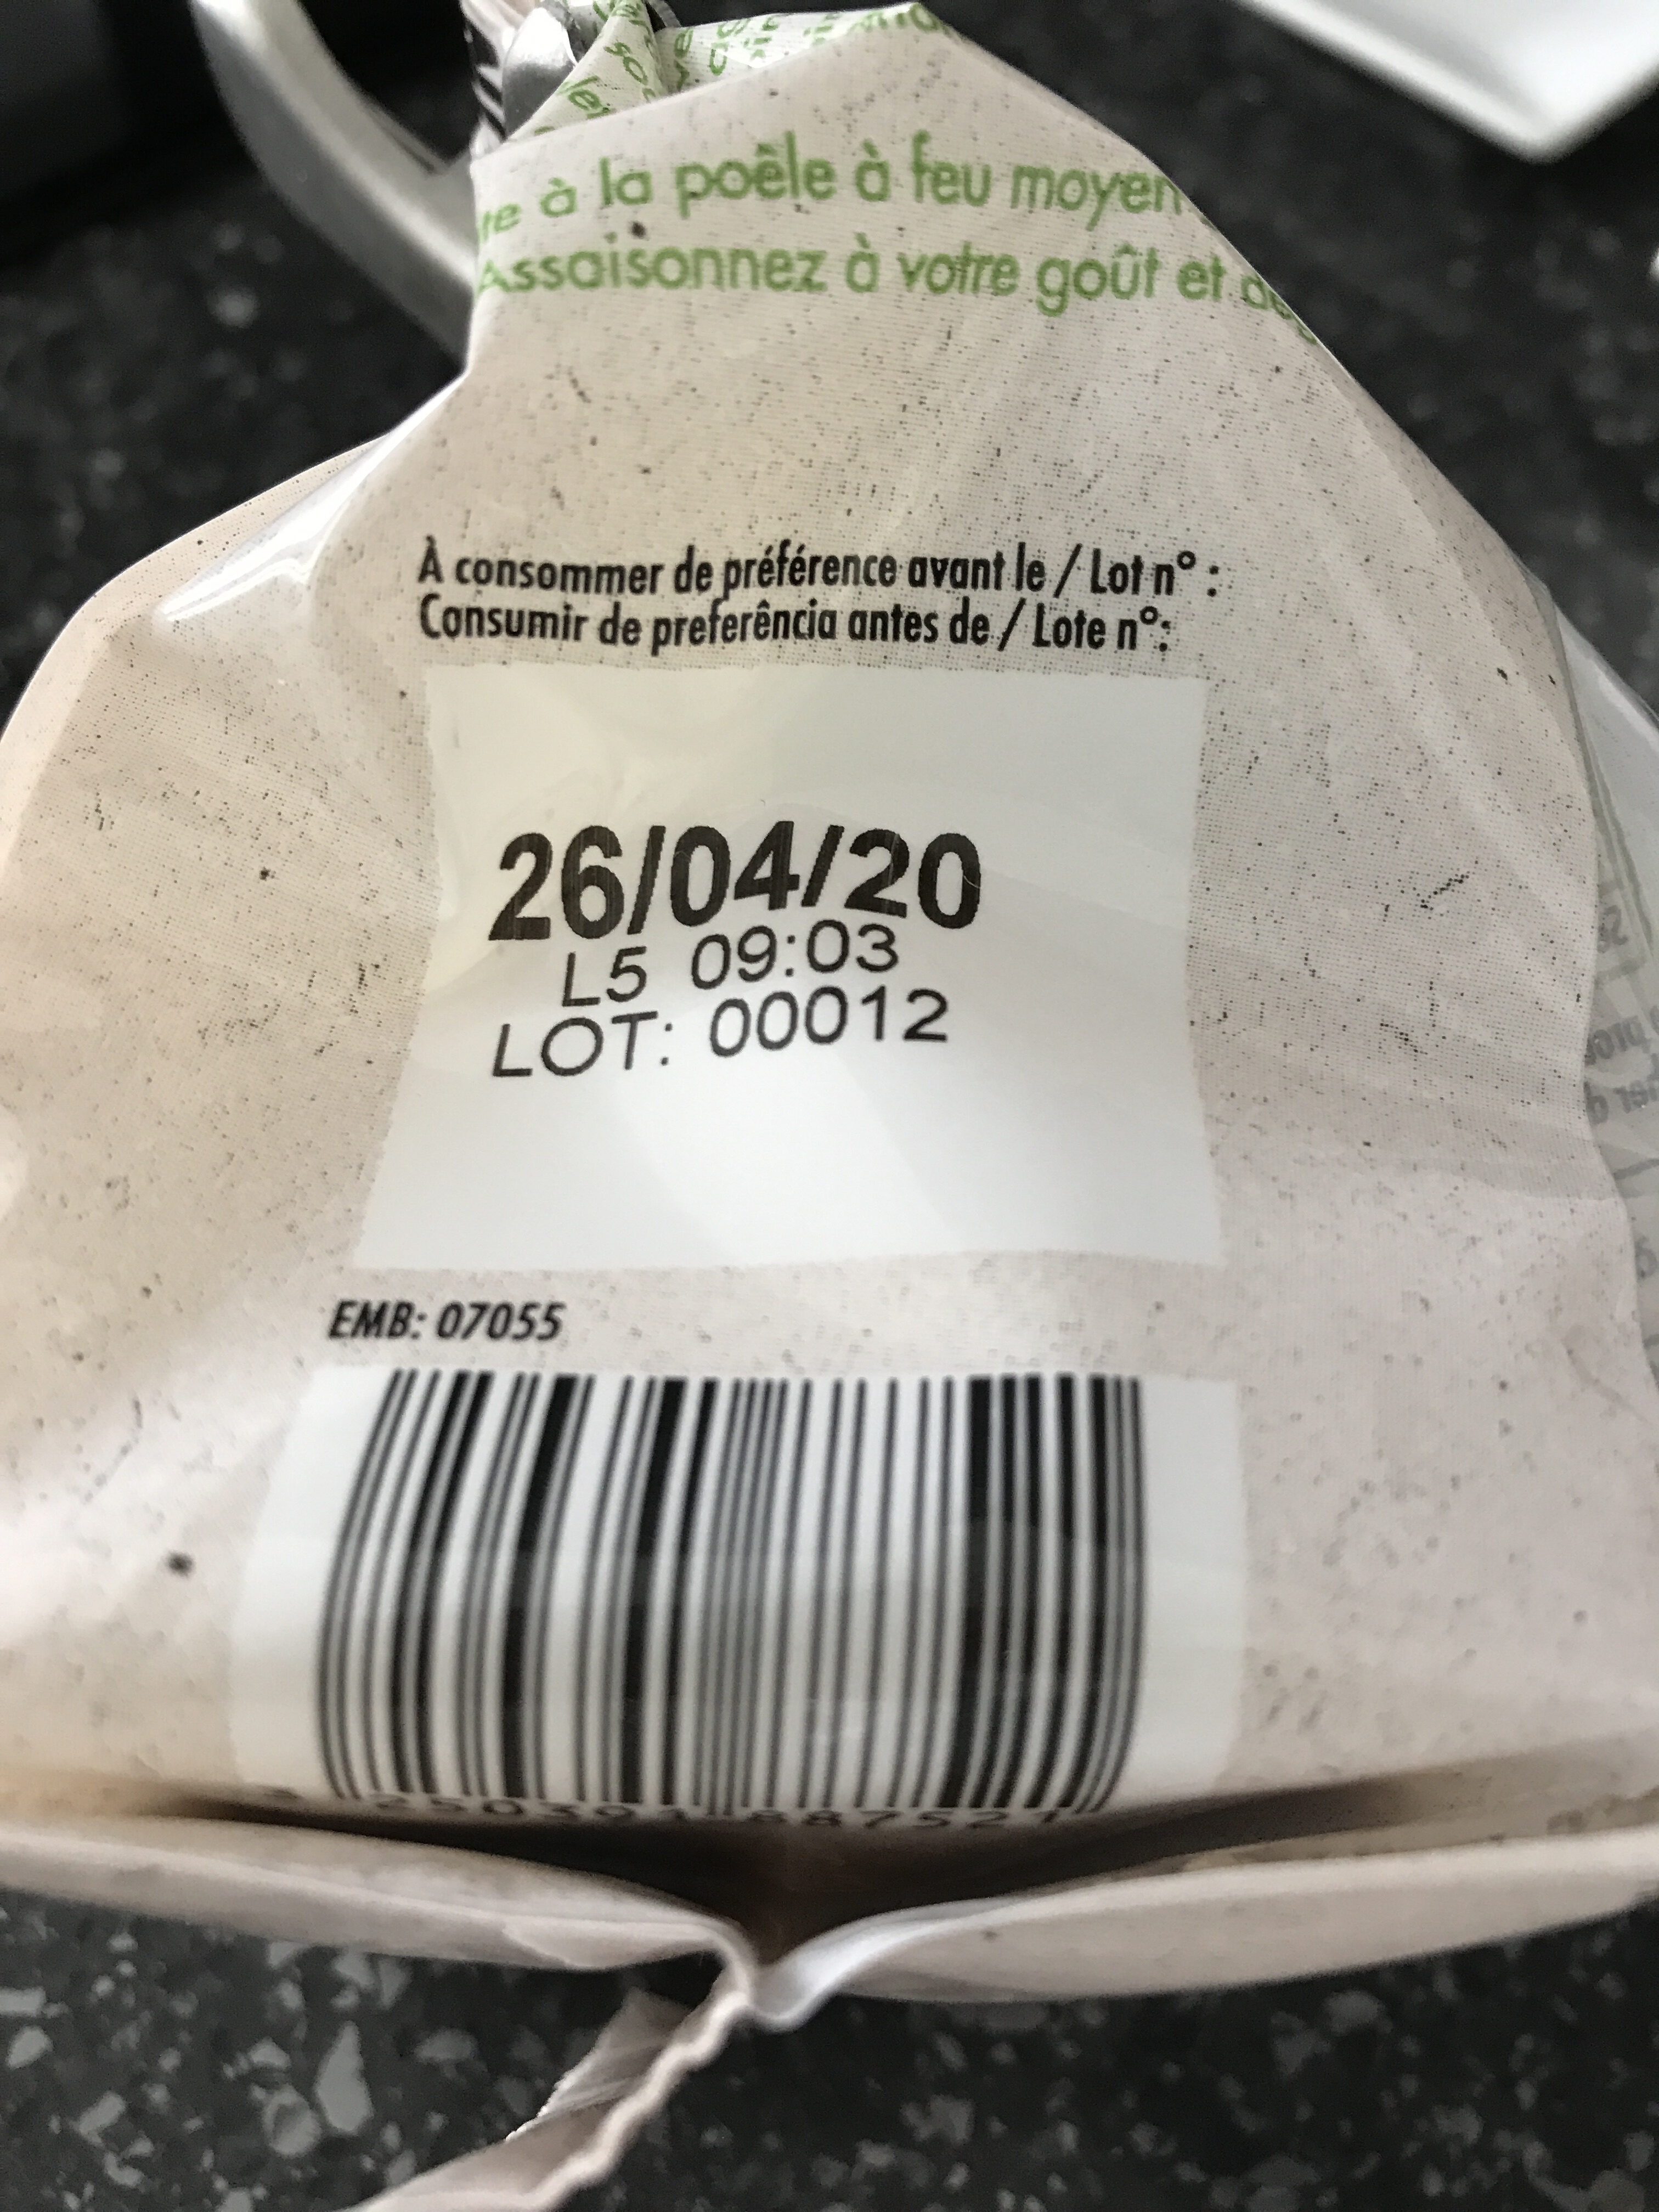 à la poêle à feu moyen
Assaisonnez à votre goût et
À consommer de préférence avant le / Lot n° :
Consumir de preferência antes de / Lote n°:
26/04/20
L5 09:03
LOT: 00012
EMB: 07055